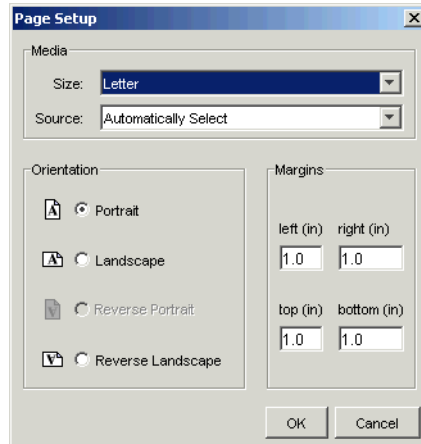 Page Setup
Media
Size: Letter
Source: Automatically Select
Orientation
A Portrait
A Landscape
A Reverse Portrait
A Reverse Landscape
Margins
left (in) right (in)
1.0 1.0
top (in) bottom (in)
1.0 1.0
OK Cancel